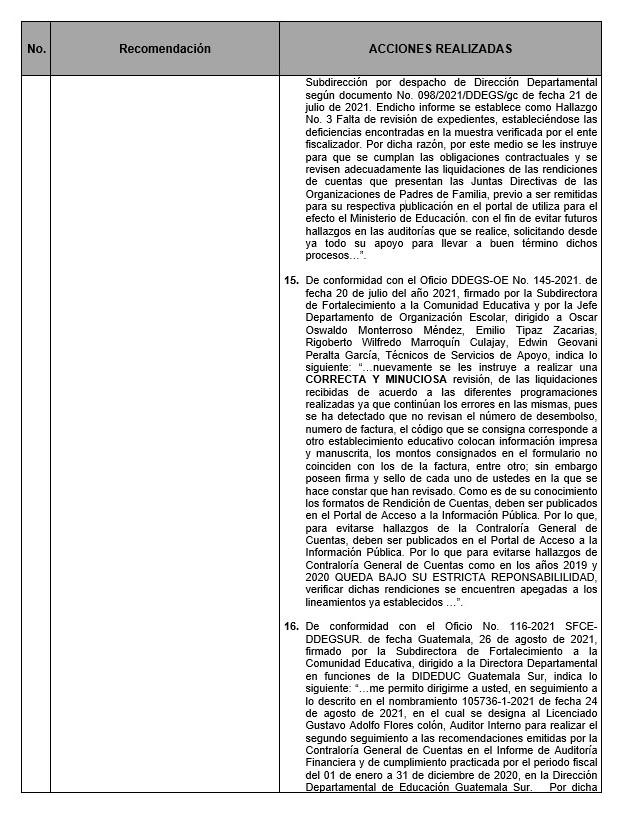 No.
Recomendación
ACCIONES REALIZADAS
Subdirección por despacho de Dirección Departamental
según documento No. 098/2021/DDEGS/gc de fecha 21 de
julio de 2021. Endicho informe se establece como Hallazgo
No. 3 Falta de revisión de expedientes, estableciéndose las
deficiencias encontradas en la muestra verificada por el ente
fiscalizador. Por dicha razón, por este medio se les instruye
para que se cumplan las obligaciones contractuales y se
revisen adecuadamente las liquidaciones de las rendiciones
de cuentas que presentan las Juntas Directivas de las
Organizaciones de Padres de Familia, previo a ser remitidas
para su respectiva publicación en el portal de utiliza para el
efecto el Ministerio de Educación. con el fin de evitar futuros
hallazgos en las auditorías que se realice, solicitando desde
ya todo su apoyo para llevar a buen término dichos
procesos…”.
15. De conformidad con el Oficio DDEGS-OE No. 145-2021. de
fecha 20 de julio del año 2021, firmado por la Subdirectora
de Fortalecimiento a la Comunidad Educativa y por la Jefe
Departamento de Organización Escolar, dirigido a Oscar
Oswaldo Monterroso Méndez, Emilio Tipaz Zacarias,
Rigoberto Wilfredo Marroquín Culajay, Edwin Geovani
Peralta García, Técnicos de Servicios de Apoyo, indica lo
siguiente: “…nuevamente se les instruye a realizar una
CORRECTA Y MINUCIOSA revisión, de las liquidaciones
recibidas de acuerdo a las diferentes programaciones
realizadas ya que continúan los errores en las mismas, pues
se ha detectado que no revisan el número de desembolso,
numero de factura, el código que se consigna corresponde a
otro establecimiento educativo colocan información impresa
y manuscrita, los montos consignados en el formulario no
coinciden con los de la factura, entre otro; sin embargo
poseen firma y sello de cada uno de ustedes en la que se
hace constar que han revisado. Como es de su conocimiento
los formatos de Rendición de Cuentas, deben ser publicados
en el Portal de Acceso a la Información Pública. Por lo que,
para evitarse hallazgos de la Contraloría General de
Cuentas, deben ser publicados en el Portal de Acceso a la
Información Pública. Por lo que para evitarse hallazgos de
Contraloría General de Cuentas como en los años 2019 y
2020 QUEDA BAJO SU ESTRICTA REPONSABILILIDAD,
verificar dichas rendiciones se encuentren apegadas a los
lineamientos ya establecidos …”.
16. De conformidad con el Oficio No. 116-2021 SFCE-
DDEGSUR. de fecha Guatemala, 26 de agosto de 2021,
firmado por la Subdirectora de Fortalecimiento a la
Comunidad Educativa, dirigido a la Directora Departamental
en funciones de la DIDEDUC Guatemala Sur, indica lo
siguiente: “…me permito dirigirme a usted, en seguimiento a
lo descrito en el nombramiento 105736-1-2021 de fecha 24
de agosto de 2021, en el cual se designa al Licenciado
Gustavo Adolfo Flores colón, Auditor Interno para realizar el
segundo seguimiento a las recomendaciones emitidas por la
Contraloría General de Cuentas en el Informe de Auditoría
Financiera y de cumplimiento practicada por el periodo fiscal
del 01 de enero a 31 de diciembre de 2020, en la Dirección
Departamental de Educación Guatemala Sur. Por dicha